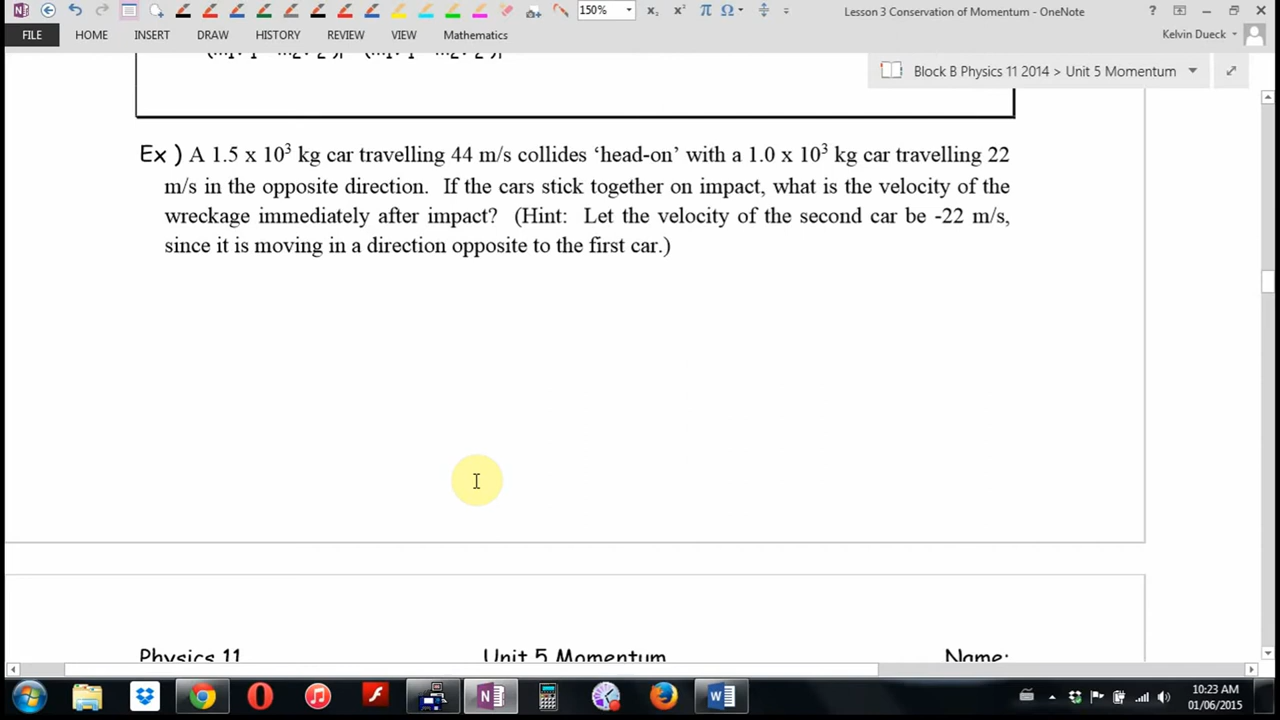 150%
Lesson 3 Conservation of Momentum - OneNote
FILE HOME INSERT DRAW HISTORY REVIEW VIEW Mathematics
Kelvin Dueck
Block B Physics 11 2014 > Unit 5 Momentum
Ex ) A 1.5 x 10³ kg car travelling 44 m/s collides ‘head-on’ with a 1.0 x 10³ kg car travelling 22
m/s in the opposite direction. If the cars stick together on impact, what is the velocity of the
wreckage immediately after impact? (Hint: Let the velocity of the second car be -22 m/s,
since it is moving in a direction opposite to the first car.)
Physics 11 Unit 5 Momentum Name:
10:23 AM
01/06/2015